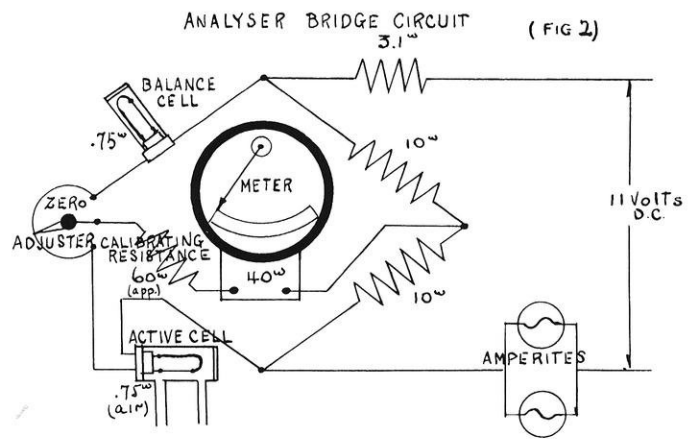 ANALYSER BRIDGE CIRCUIT
(FIG 2)
3.1ω
BALANCE
CELL
.75ω
10ω
METER
11 VOLTS
D.C.
ZERO
ADJUSTER
CALIBRATING
RESISTANCE
60ω
(app.)
40ω
10ω
ACTIVE CELL
AMPERITES
.75ω
(AIR)